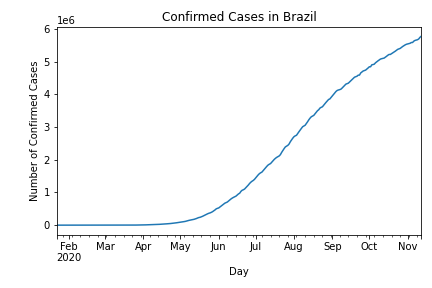 Confirmed Cases in Brazil
1e6
6
5
4
3
2
1
0
Number of Confirmed Cases
Feb Mar Apr May Jun Jul Aug Sep Oct Nov
2020
Day